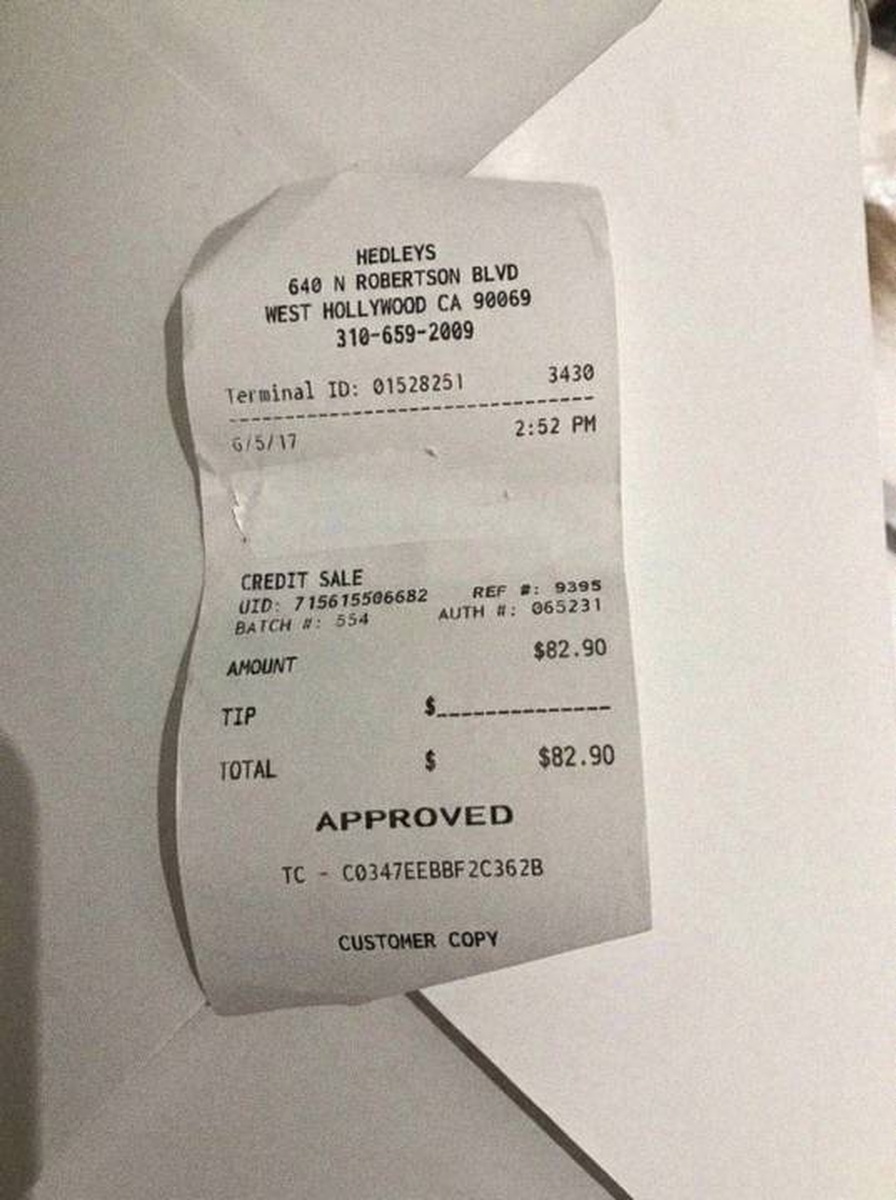 HEDLEYS
640 N ROBERTSON BLVD
WEST HOLLYWOOD CA 90069
310-659-2009
Terminal ID: 01528251 3430
6/5/17 2:52 PM
CREDIT SALE
UID: 715615506682 REF #: 9395
BATCH #: 554 AUTH #: 065231
AMOUNT $82.90
TIP $______________
TOTAL $ $82.90
APPROVED
TC - C0347EEBBF2C362B
CUSTOMER COPY